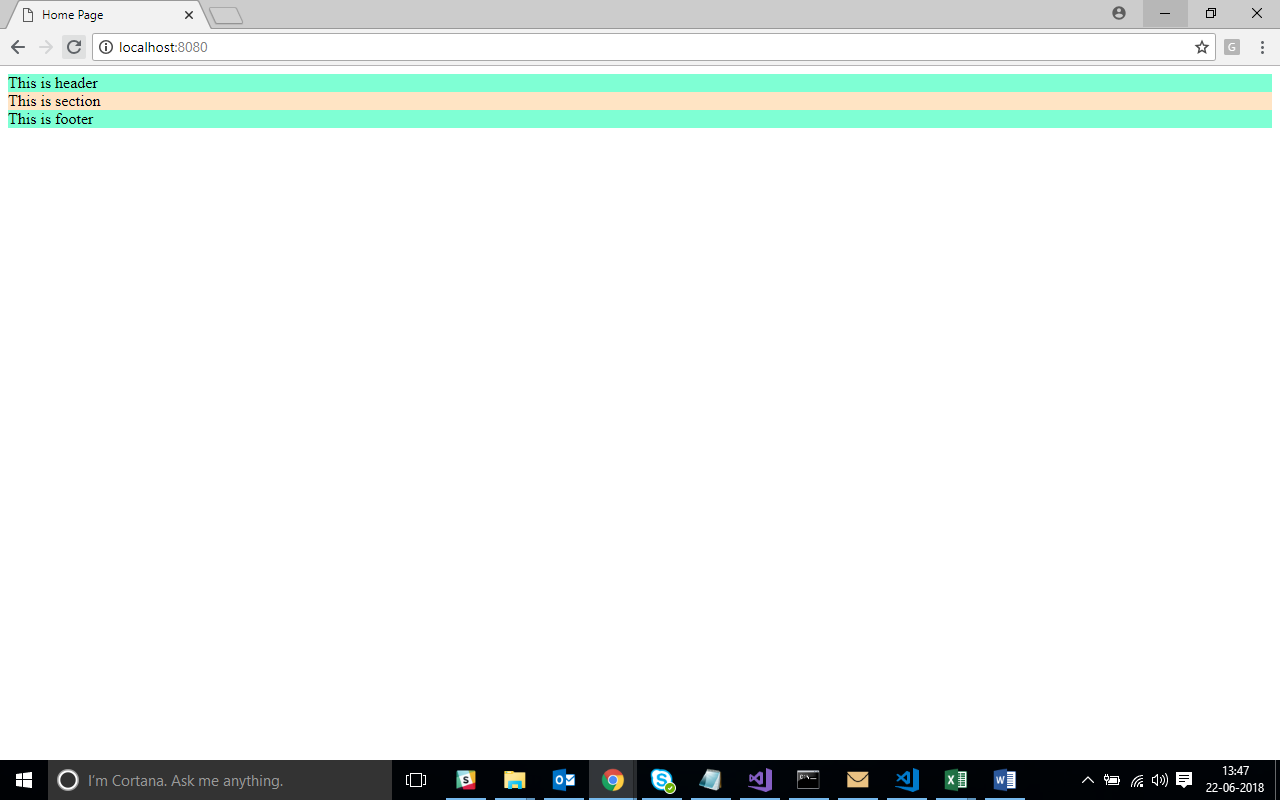 Home Page
localhost:8080
G
This is header
This is section
This is footer
I'm Cortana. Ask me anything.
13:47
22-06-2018